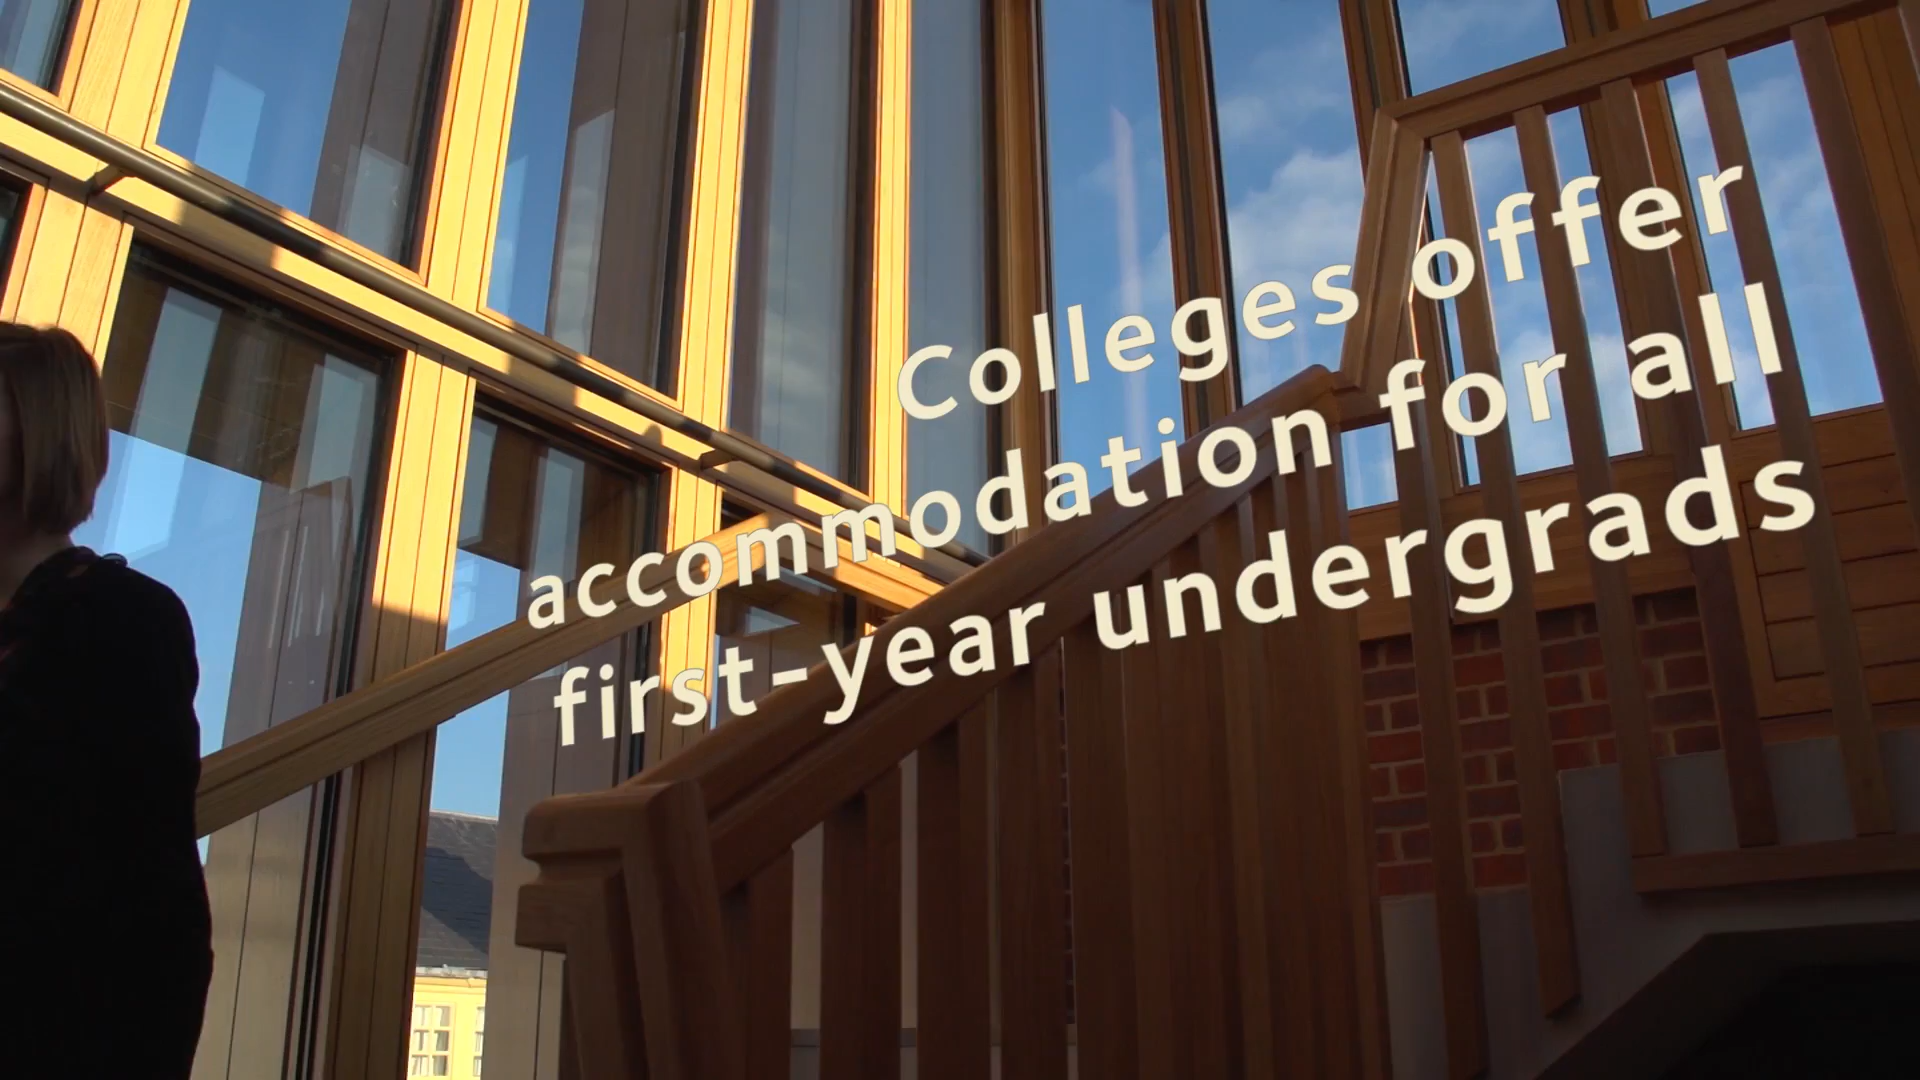 Colleges offer
accommodation for all
first-year undergrads